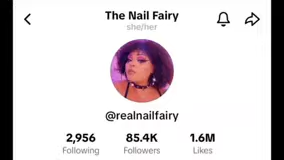 The Nail Fairy
she/her
@realnailfairy
2,956 85.4K 1.6M
Following Followers Likes